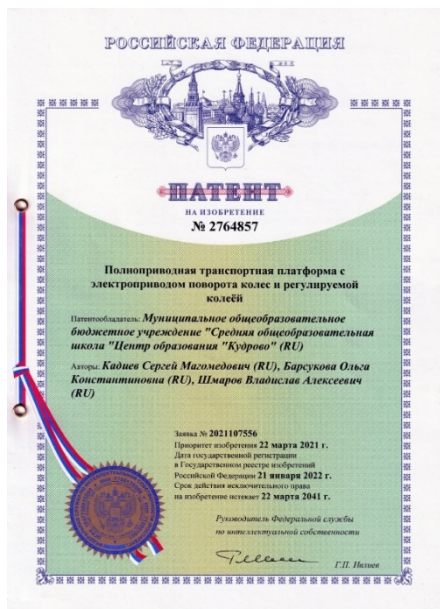 РОССИЙСКАЯ ФЕДЕРАЦИЯ
ПАТЕНТ
НА ИЗОБРЕТЕНИЕ
№ 2764857
Полноприводная транспортная платформа с
электроприводом поворота колес и регулируемой
колеёй
Патентообладатель: Муниципальное общеобразовательное
бюджетное учреждение "Средняя общеобразовательная
школа "Центр образования "Кудрово" (RU)
Авторы: Кадиев Сергей Магомедович (RU), Барсукова Ольга
Константиновна (RU), Шмаров Владислав Алексеевич
(RU)
Заявка № 2021107556
Приоритет изобретения 22 марта 2021 г.
Дата государственной регистрации
в Государственном реестре изобретений
Российской Федерации 21 января 2022 г.
Срок действия исключительного права
на изобретение истекает 22 марта 2041 г.
Руководитель Федеральной службы
по интеллектуальной собственности
Г.П. Ивлиев